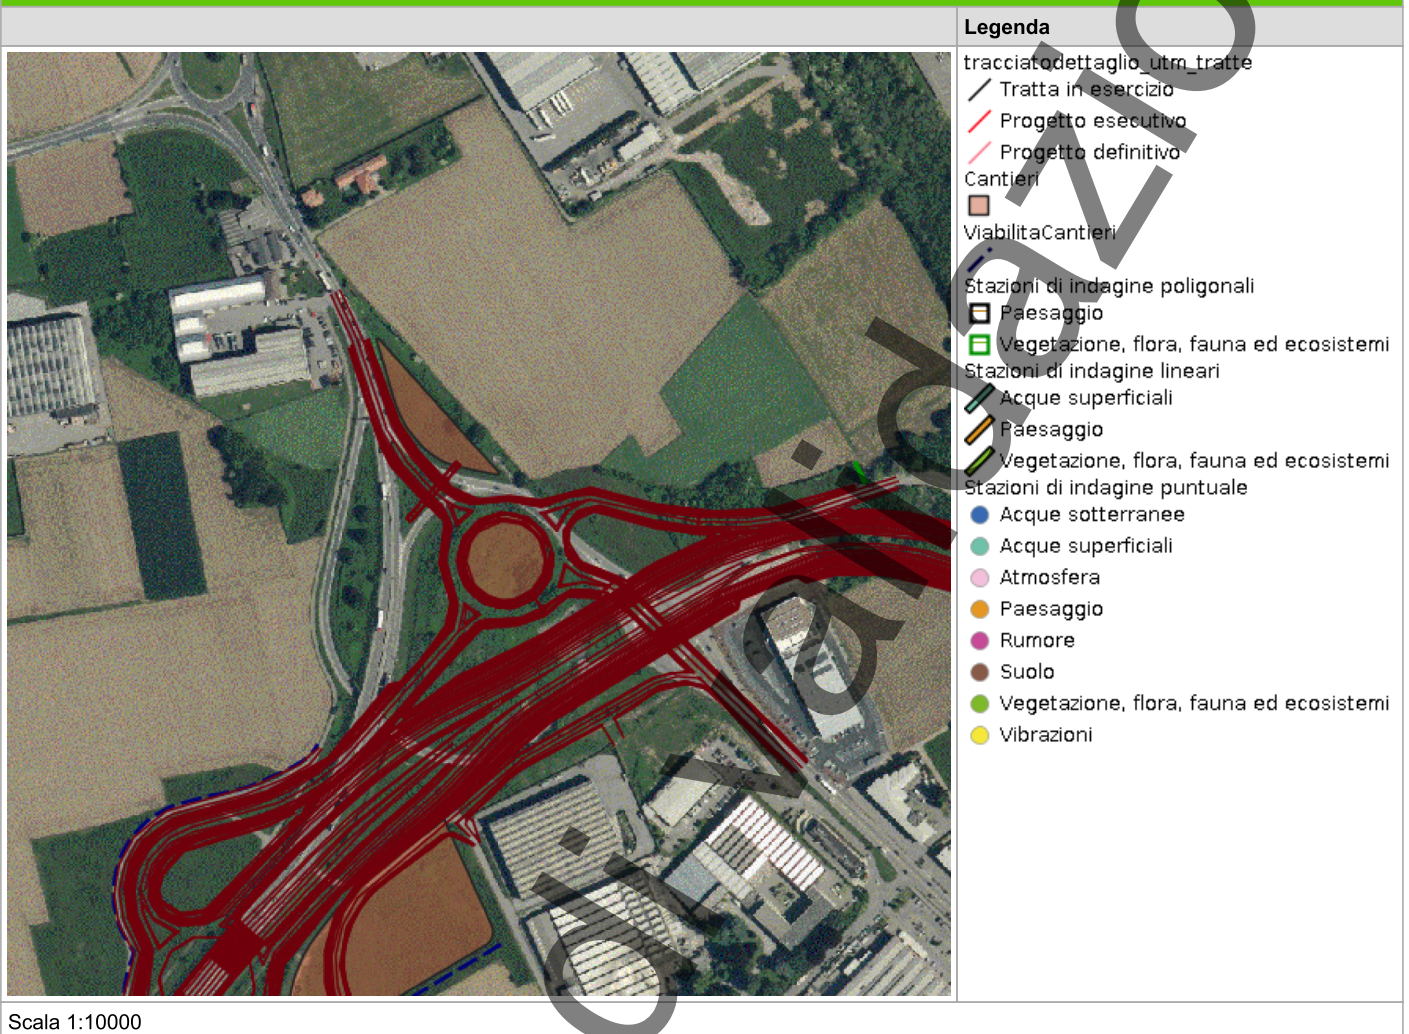 Legenda
tracciatodettaglio_utm_tratte
Tratta in esercizio
Progetto esecutivo
Progetto definitivo
Cantieri
ViabilitaCantieri
Stazioni di indagine poligonali
Paesaggio
Vegetazione, flora, fauna ed ecosistemi
Stazioni di indagine lineari
Acque superficiali
Paesaggio
Vegetazione, flora, fauna ed ecosistemi
Stazioni di indagine puntuale
Acque sotterranee
Acque superficiali
Atmosfera
Paesaggio
Rumore
Suolo
Vegetazione, flora, fauna ed ecosistemi
Vibrazioni
Scala 1:10000